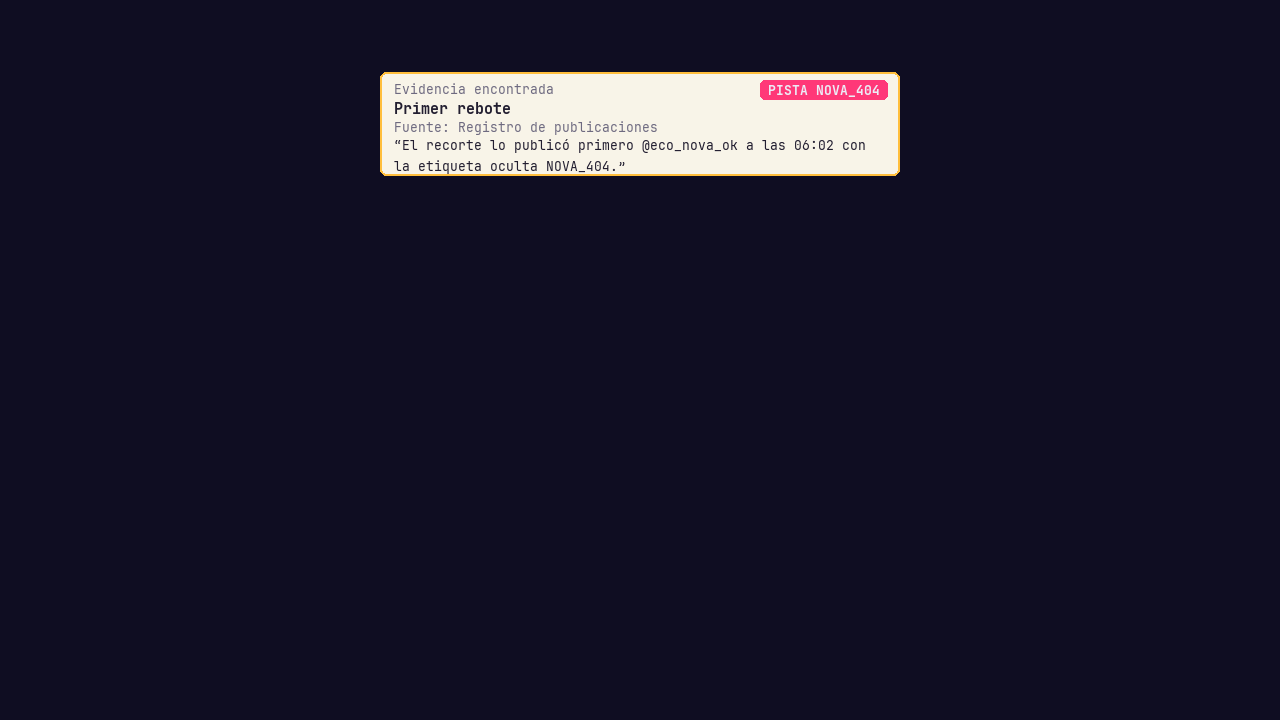 Evidencia encontrada
PISTA NOVA_404
Primer rebote
Fuente: Registro de publicaciones
“El recorte lo publicó primero @eco_nova_ok a las 06:02 con
la etiqueta oculta NOVA_404.”